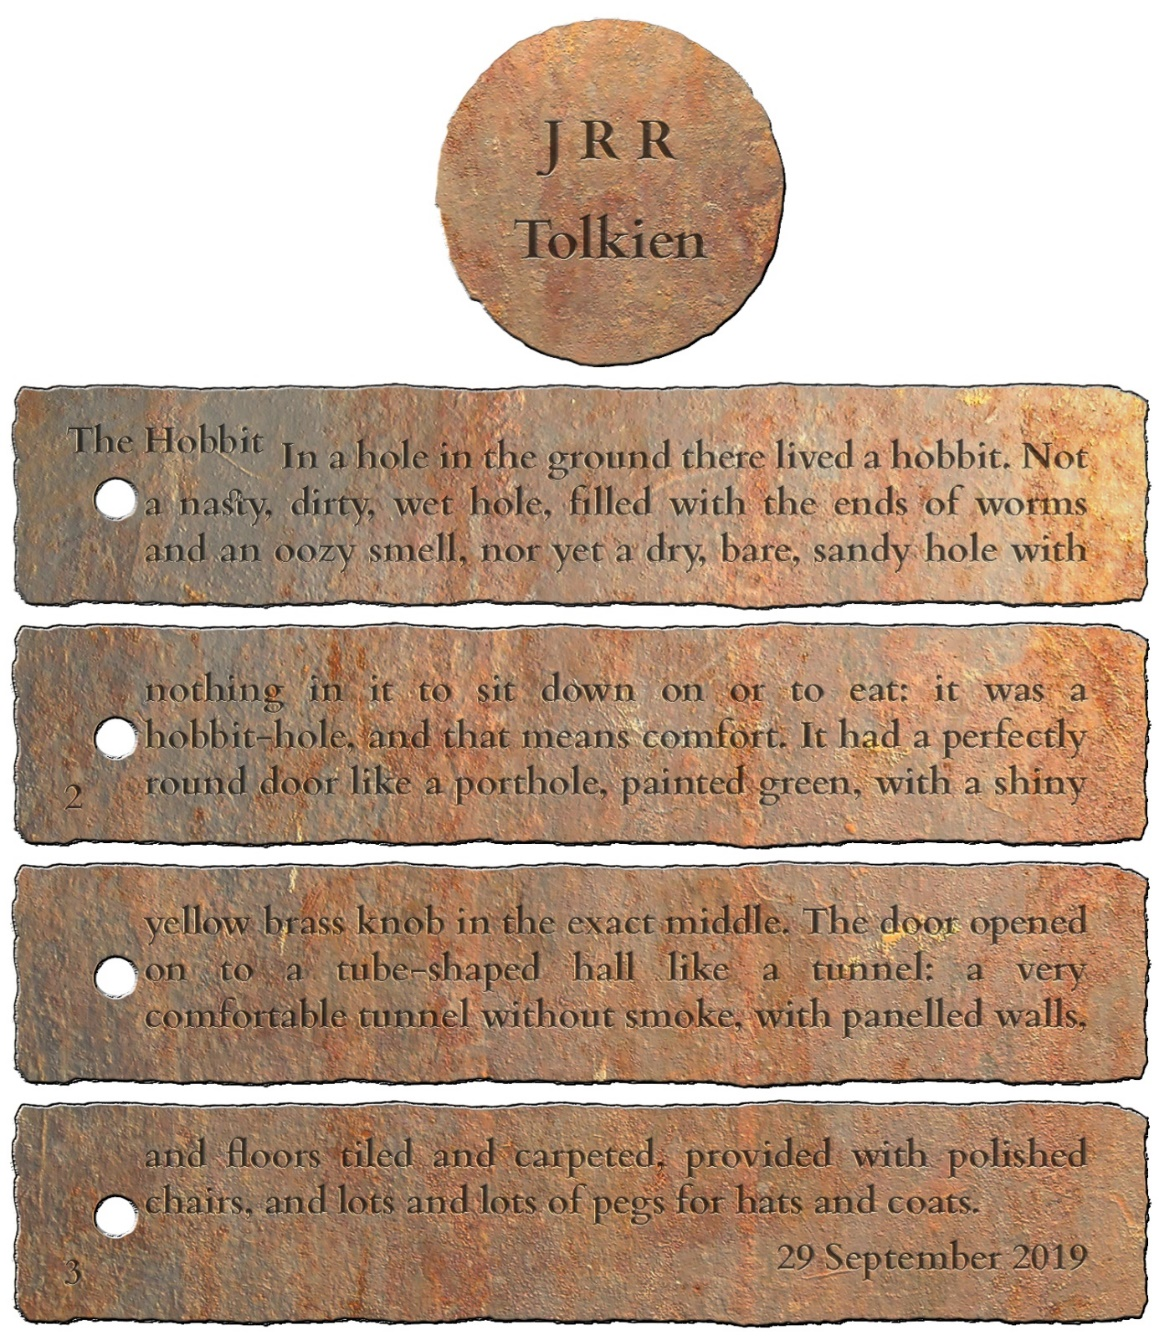 J R R
Tolkien
The Hobbit
In a hole in the ground there lived a hobbit. Not
a nasty, dirty, wet hole, filled with the ends of worms
and an oozy smell, nor yet a dry, bare, sandy hole with
nothing in it to sit down on or to eat: it was a
hobbit-hole, and that means comfort. It had a perfectly
round door like a porthole, painted green, with a shiny
2
yellow brass knob in the exact middle. The door opened
on to a tube-shaped hall like a tunnel: a very
comfortable tunnel without smoke, with panelled walls,
and floors tiled and carpeted, provided with polished
chairs, and lots and lots of pegs for hats and coats.
29 September 2019
3